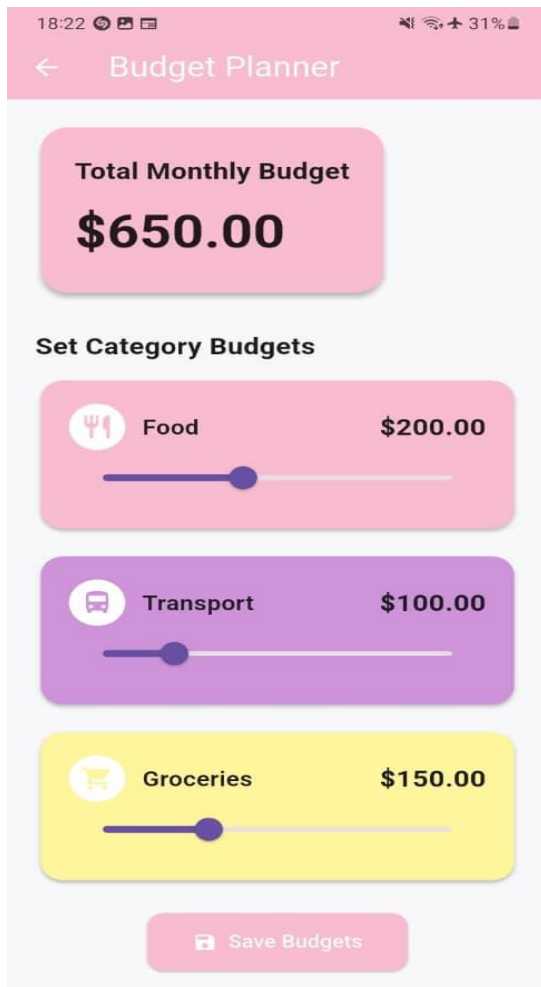 18:22 31%
Budget Planner
Total Monthly Budget
$650.00
Set Category Budgets
Food $200.00
Transport $100.00
Groceries $150.00
Save Budgets